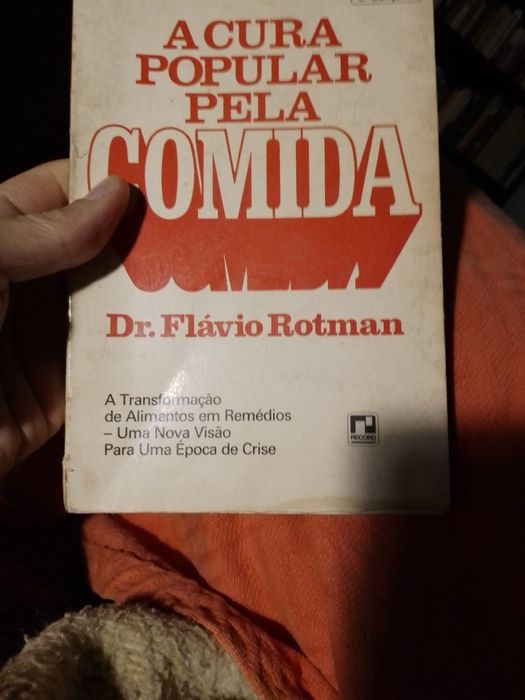 A CURA
POPULAR
PELA
COMIDA
Dr. Flávio Rotman
A Transformação
de Alimentos em Remédios
– Uma Nova Visão
Para Uma Época de Crise
RECORD